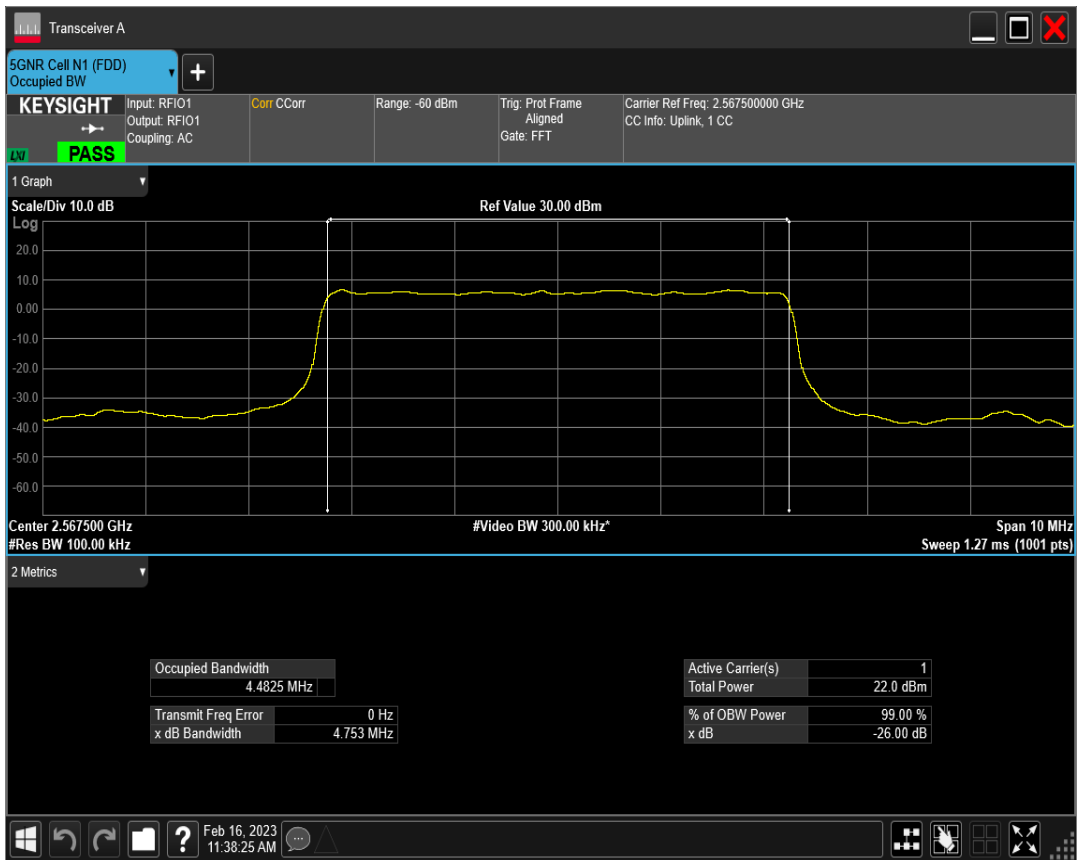 Transceiver A
5GNR Cell N1 (FDD)
Occupied BW
KEYSIGHT
LXI
PASS
Input: RFIO1
Output: RFIO1
Coupling: AC
Corr CCorr
Range: -60 dBm
Trig: Prot Frame
Aligned
Gate: FFT
Carrier Ref Freq: 2.567500000 GHz
CC Info: Uplink, 1 CC
1 Graph
Scale/Div 10.0 dB
Ref Value 30.00 dBm
Log
20.0
10.0
0.00
-10.0
-20.0
-30.0
-40.0
-50.0
-60.0
Center 2.567500 GHz
#Video BW 300.00 kHz*
Span 10 MHz
#Res BW 100.00 kHz
Sweep 1.27 ms (1001 pts)
2 Metrics
Occupied Bandwidth
4.4825 MHz
Transmit Freq Error 0 Hz
x dB Bandwidth 4.753 MHz
Active Carrier(s) 1
Total Power 22.0 dBm
% of OBW Power 99.00 %
x dB -26.00 dB
Feb 16, 2023
11:38:25 AM